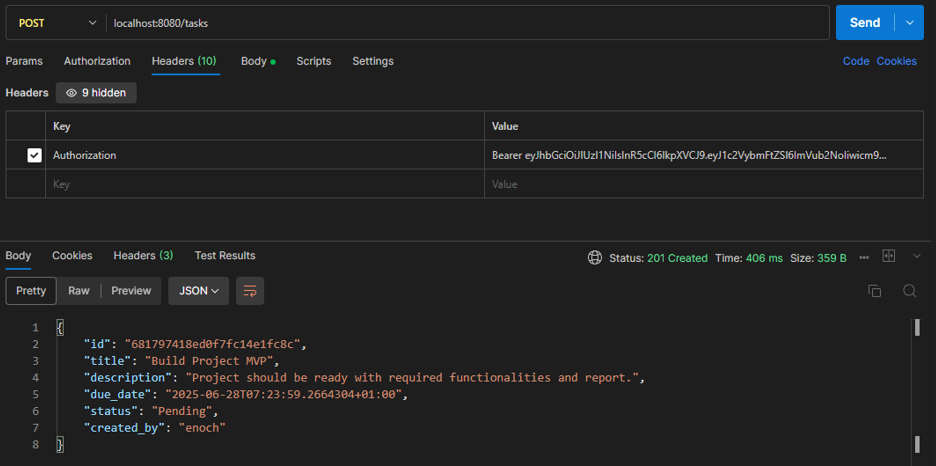 POST localhost:8080/tasks Send
Params Authorization Headers (10) Body Scripts Settings Code Cookies
Headers 9 hidden
Key Value
Authorization Bearer eyJhbGciOiJIUzI1NiIsInR5cCI6IkpXVCJ9.eyJ1c2VybmFtZSI6ImVub2NoIiwicm9...
Key Value
Body Cookies Headers (3) Test Results Status: 201 Created Time: 406 ms Size: 359 B
Pretty Raw Preview JSON
1 {
2 "id": "681797418ed0f7fc14e1fc8c",
3 "title": "Build Project MVP",
4 "description": "Project should be ready with required functionalities and report.",
5 "due_date": "2025-06-28T07:23:59.2664304+01:00",
6 "status": "Pending",
7 "created_by": "enoch"
8 }